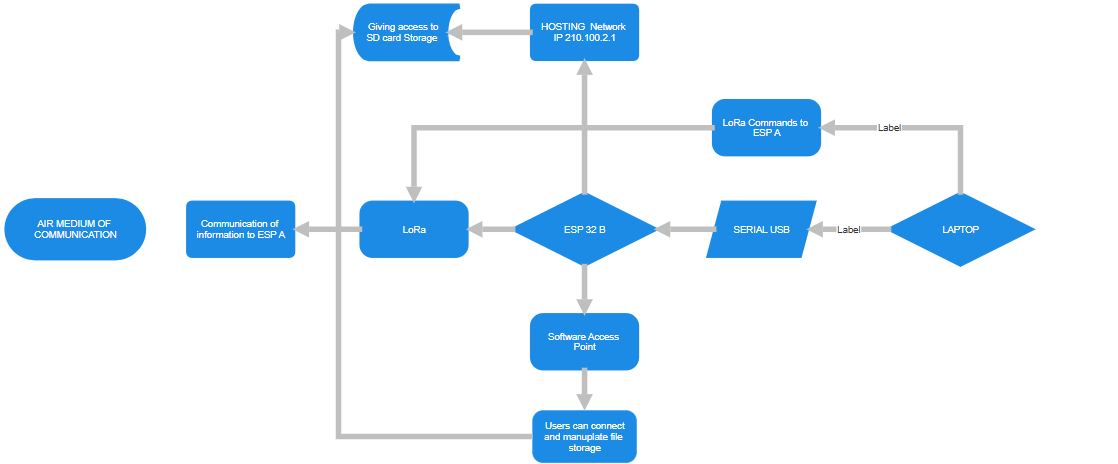 Giving access to
SD card Storage
HOSTING Network
IP 210.100.2.1
LoRa Commands to
ESP A
Label
AIR MEDIUM OF
COMMUNICATION
Communication of
information to ESP A
LoRa
ESP 32 B
SERIAL USB
Label
LAPTOP
Software Access
Point
Users can connect
and manuplate file
storage